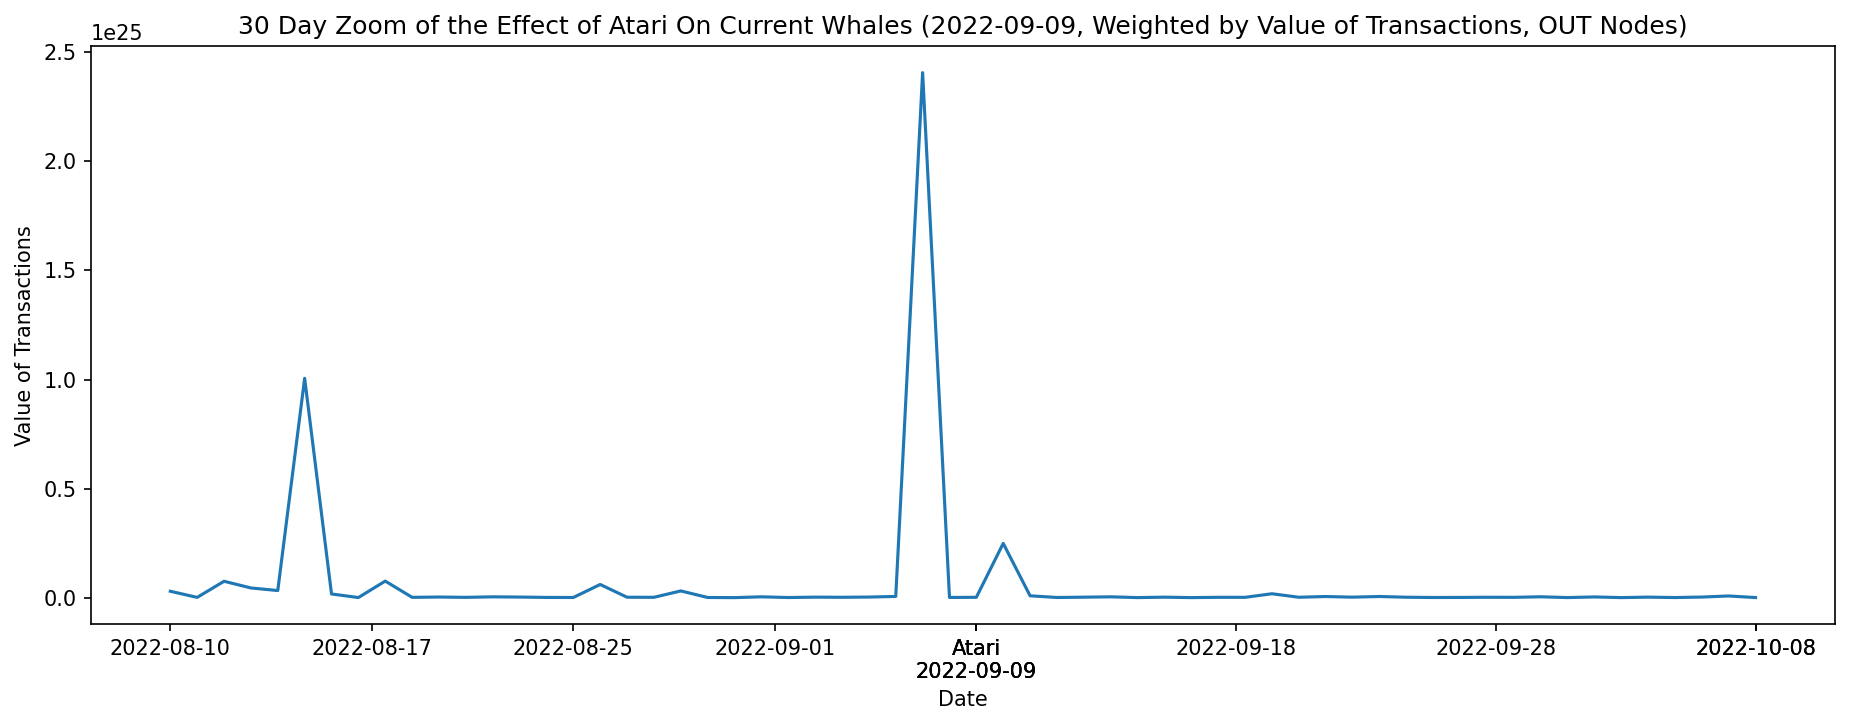 30 Day Zoom of the Effect of Atari On Current Whales (2022-09-09, Weighted by Value of Transactions, OUT Nodes)
1e25
2.5
2.0
1.5
1.0
0.5
0.0
Value of Transactions
2022-08-10
2022-08-17
2022-08-25
2022-09-01
Atari
2022-09-09
2022-09-18
2022-09-28
2022-10-08
Date